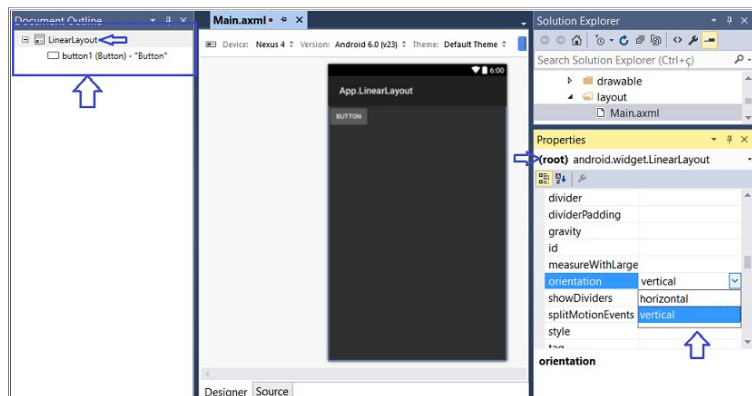 Document Outline
LinearLayout
button1 (Button) - "Button"
Main.axml
Device: Nexus 4 Version: Android 6.0 (v23) Theme: Default Theme
6:00
App.LinearLayout
BUTTON
Designer Source
Solution Explorer
Search Solution Explorer (Ctrl+ç)
drawable
layout
Main.axml
Properties
(root) android.widget.LinearLayout
divider
dividerPadding
gravity
id
measureWithLarge
orientation vertical
showDividers horizontal
splitMotionEvents vertical
style
tag
orientation